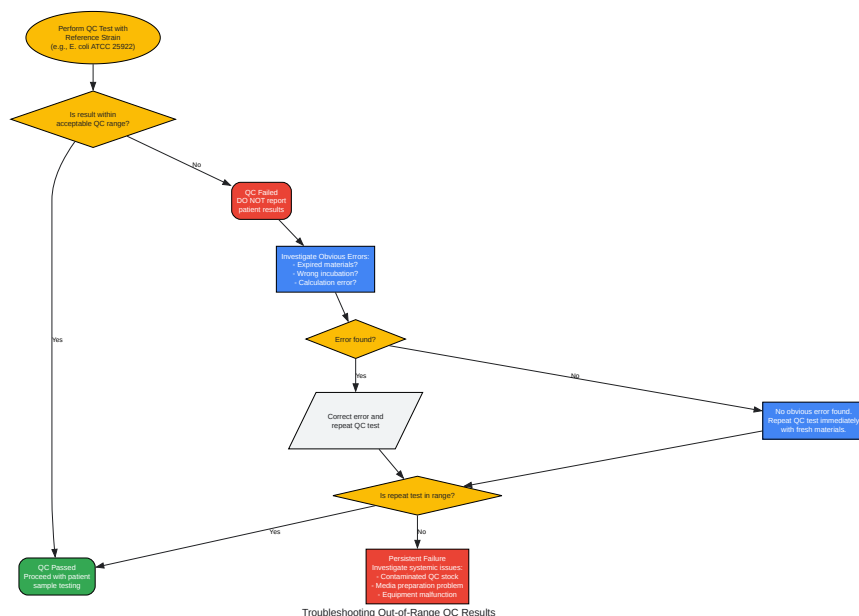 Perform QC Test with
Reference Strain
(e.g., E. coli ATCC 25922)
Is result within
acceptable QC range?
No
QC Failed
DO NOT report
patient results
Investigate Obvious Errors:
- Expired materials?
- Wrong incubation?
- Calculation error?
Yes
Error found?
Yes
No
Correct error and
repeat QC test
No obvious error found.
Repeat QC test immediately
with fresh materials.
Is repeat test in range?
Yes
No
QC Passed
Proceed with patient
sample testing
Persistent Failure
Investigate systemic issues:
- Contaminated QC stock
- Media preparation problem
- Equipment malfunction
Troubleshooting Out-of-Range QC Results